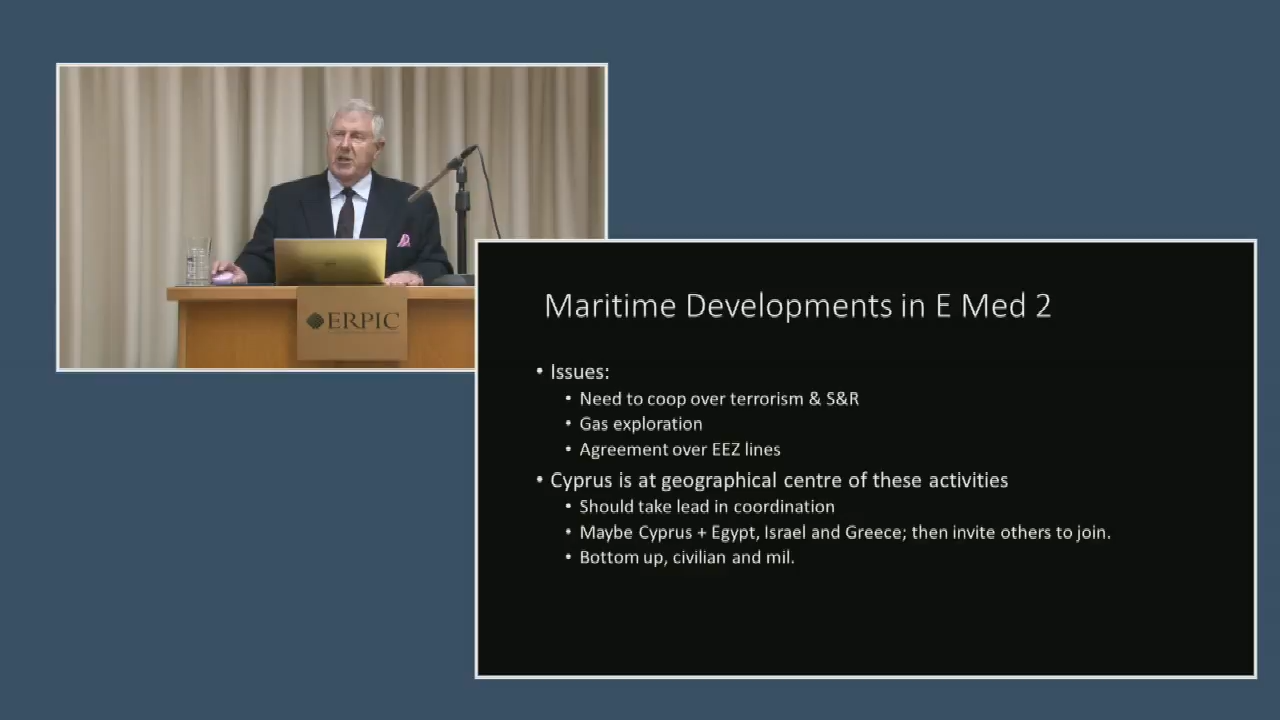 ERPIC
Maritime Developments in E Med 2
• Issues:
• Need to coop over terrorism & S&R
• Gas exploration
• Agreement over EEZ lines
• Cyprus is at geographical centre of these activities
• Should take lead in coordination
• Maybe Cyprus + Egypt, Israel and Greece; then invite others to join.
• Bottom up, civilian and mil.